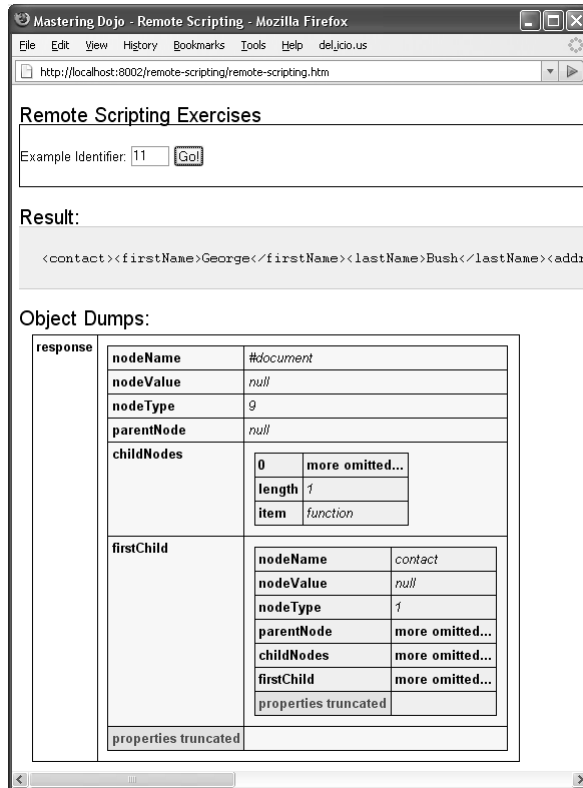 Mastering Dojo - Remote Scripting - Mozilla Firefox
File Edit View History Bookmarks Tools Help del.icio.us
http://localhost:8002/remote-scripting/remote-scripting.htm
Remote Scripting Exercises
Example Identifier: 11 Go!
Result:
<contact><firstName>George</firstName><lastName>Bush</lastName><addr
Object Dumps:
response
nodeName #document
nodeValue null
nodeType 9
parentNode null
childNodes
0 more omitted...
length 1
item function
firstChild
nodeName contact
nodeValue null
nodeType 1
parentNode more omitted...
childNodes more omitted...
firstChild more omitted...
properties truncated
properties truncated